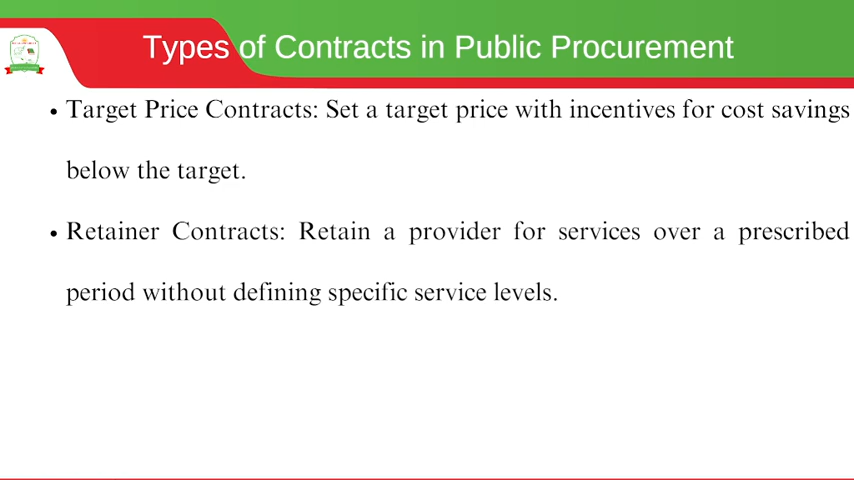 Types of Contracts in Public Procurement
• Target Price Contracts: Set a target price with incentives for cost savings
below the target.
• Retainer Contracts: Retain a provider for services over a prescribed
period without defining specific service levels.